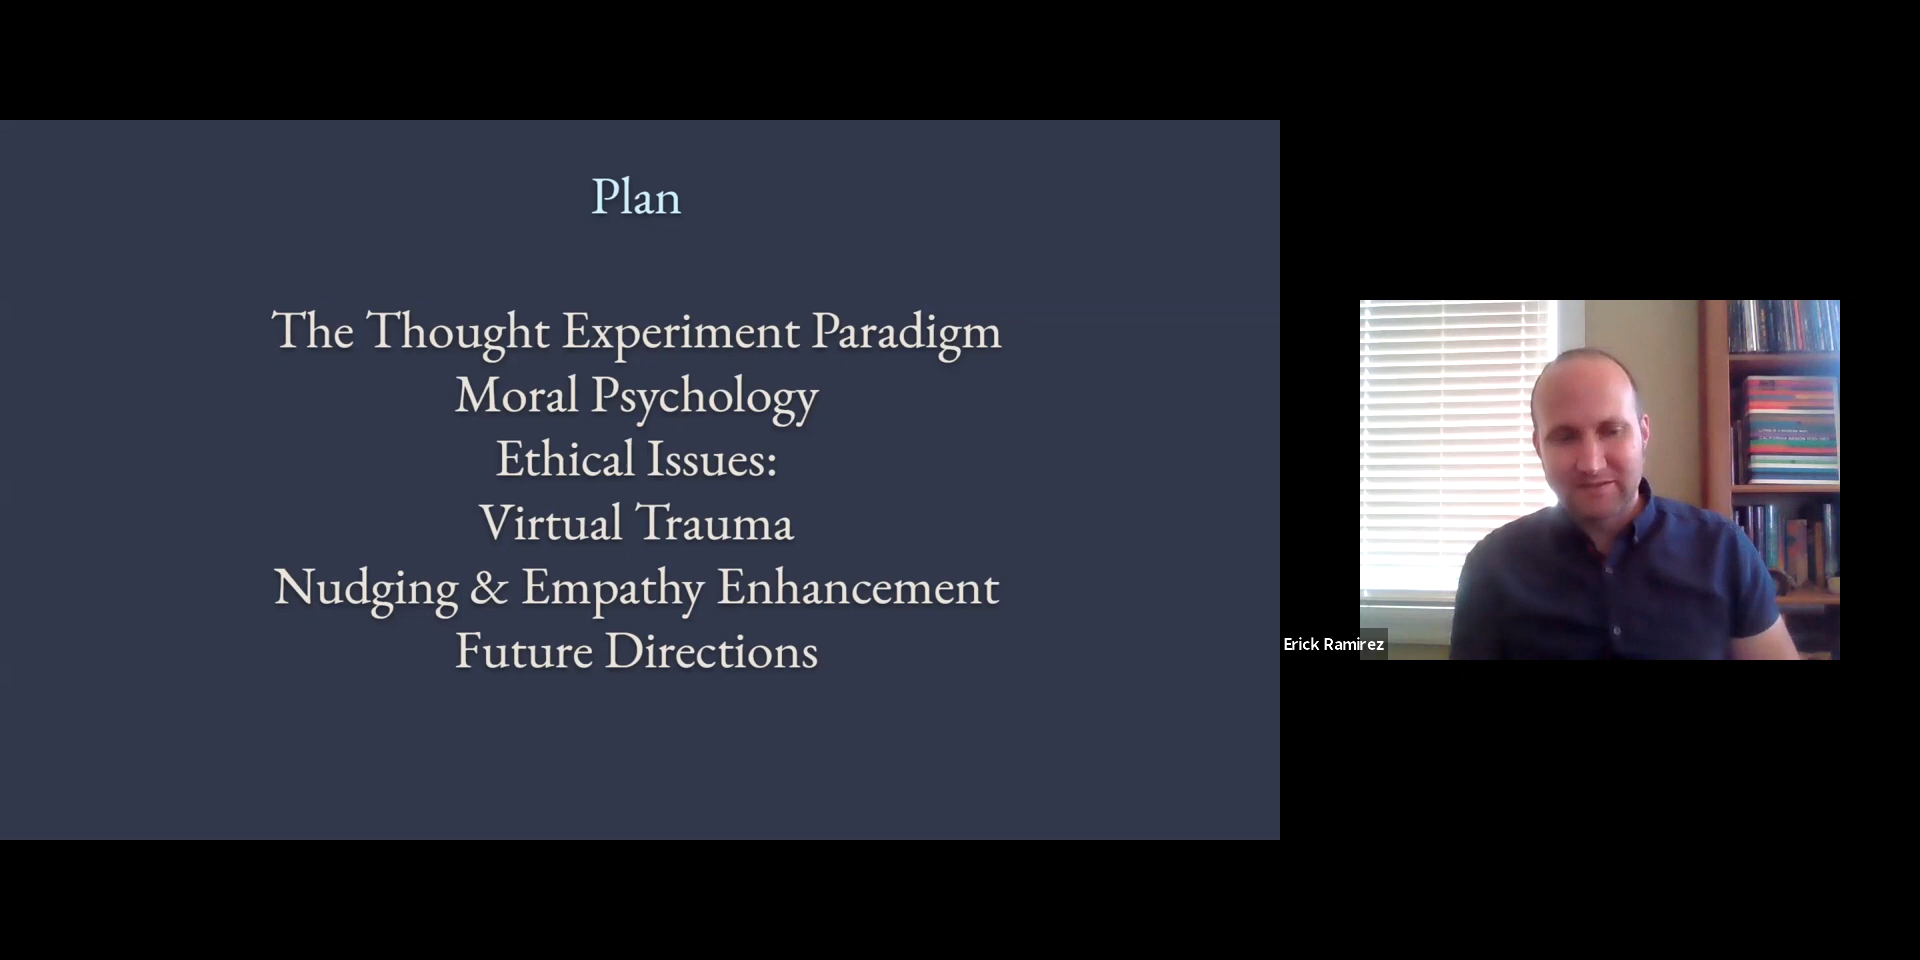 Plan
The Thought Experiment Paradigm
Moral Psychology
Ethical Issues:
Virtual Trauma
Nudging & Empathy Enhancement
Future Directions
Erick Ramirez